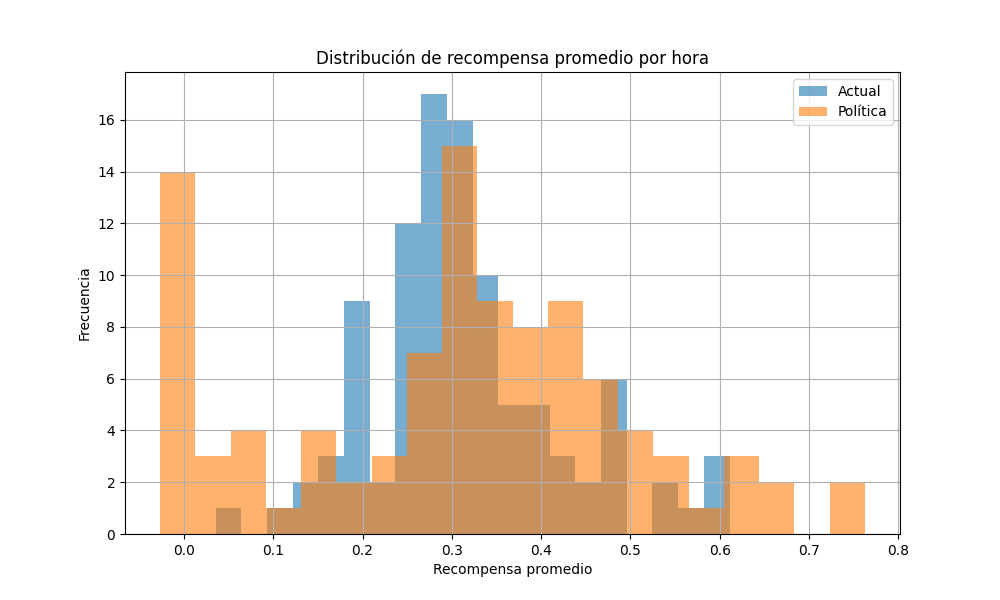 Distribución de recompensa promedio por hora
Actual
Política
Frecuencia
16
14
12
10
8
6
4
2
0
0.0 0.1 0.2 0.3 0.4 0.5 0.6 0.7 0.8
Recompensa promedio